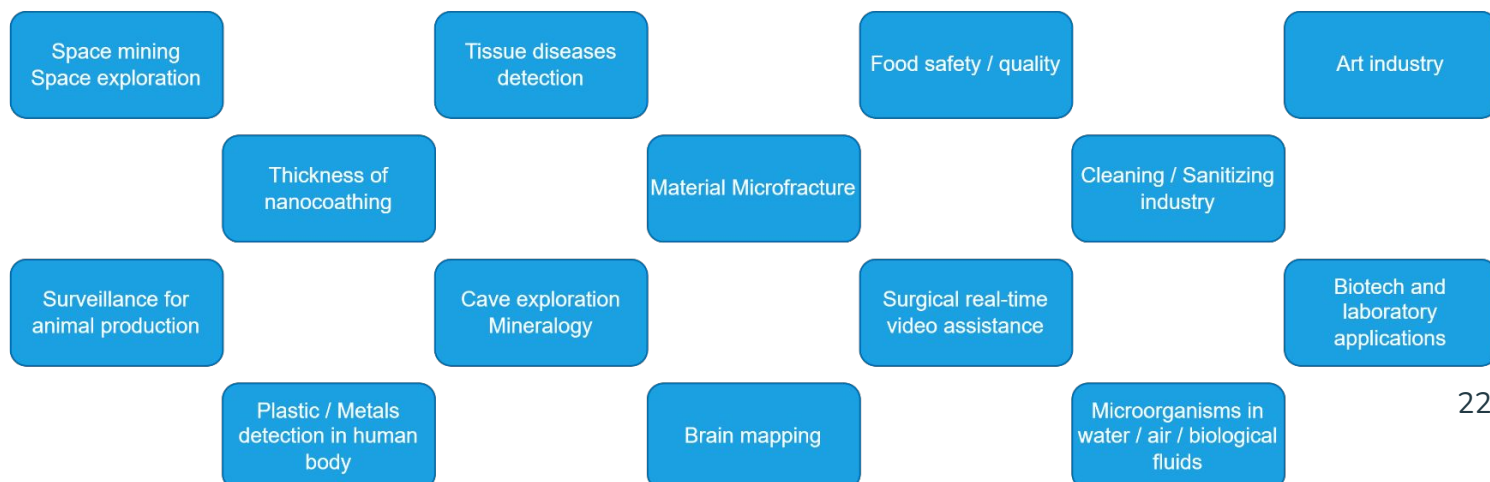 Space mining
Space exploration
Tissue diseases
detection
Food safety / quality
Art industry
Thickness of
nanocoathing
Material Microfracture
Cleaning / Sanitizing
industry
Surveillance for
animal production
Cave exploration
Mineralogy
Surgical real-time
video assistance
Biotech and
laboratory
applications
Plastic / Metals
detection in human
body
Brain mapping
Microorganisms in
water / air / biological
fluids
22